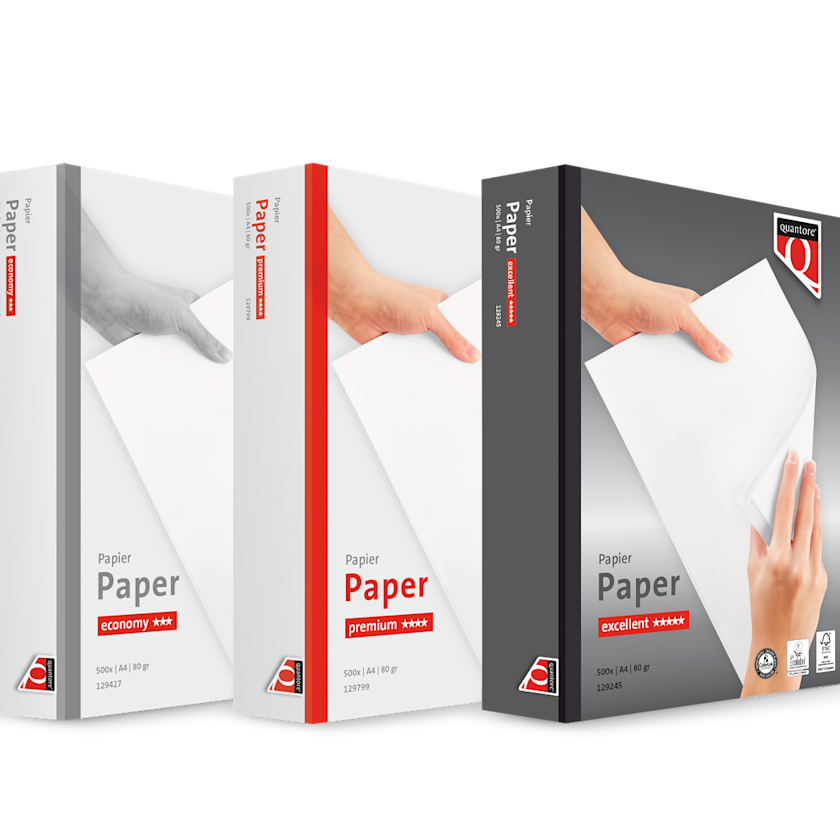 Papier
Paper
economy ★★★
quantore
Papier
Paper
economy ★★★
500x | A4 | 80 gr
129427
Papier
Paper
premium ★★★★
500x | A4 | 80 gr
129799
quantore
Papier
Paper
premium ★★★★
500x | A4 | 80 gr
129799
Papier
Paper
excellent ★★★★★
500x | A4 | 80 gr
129245
quantore
quantore®
Q
Papier
Paper
excellent ★★★★★
500x | A4 | 80 gr
129245
Ecolabel
FSC